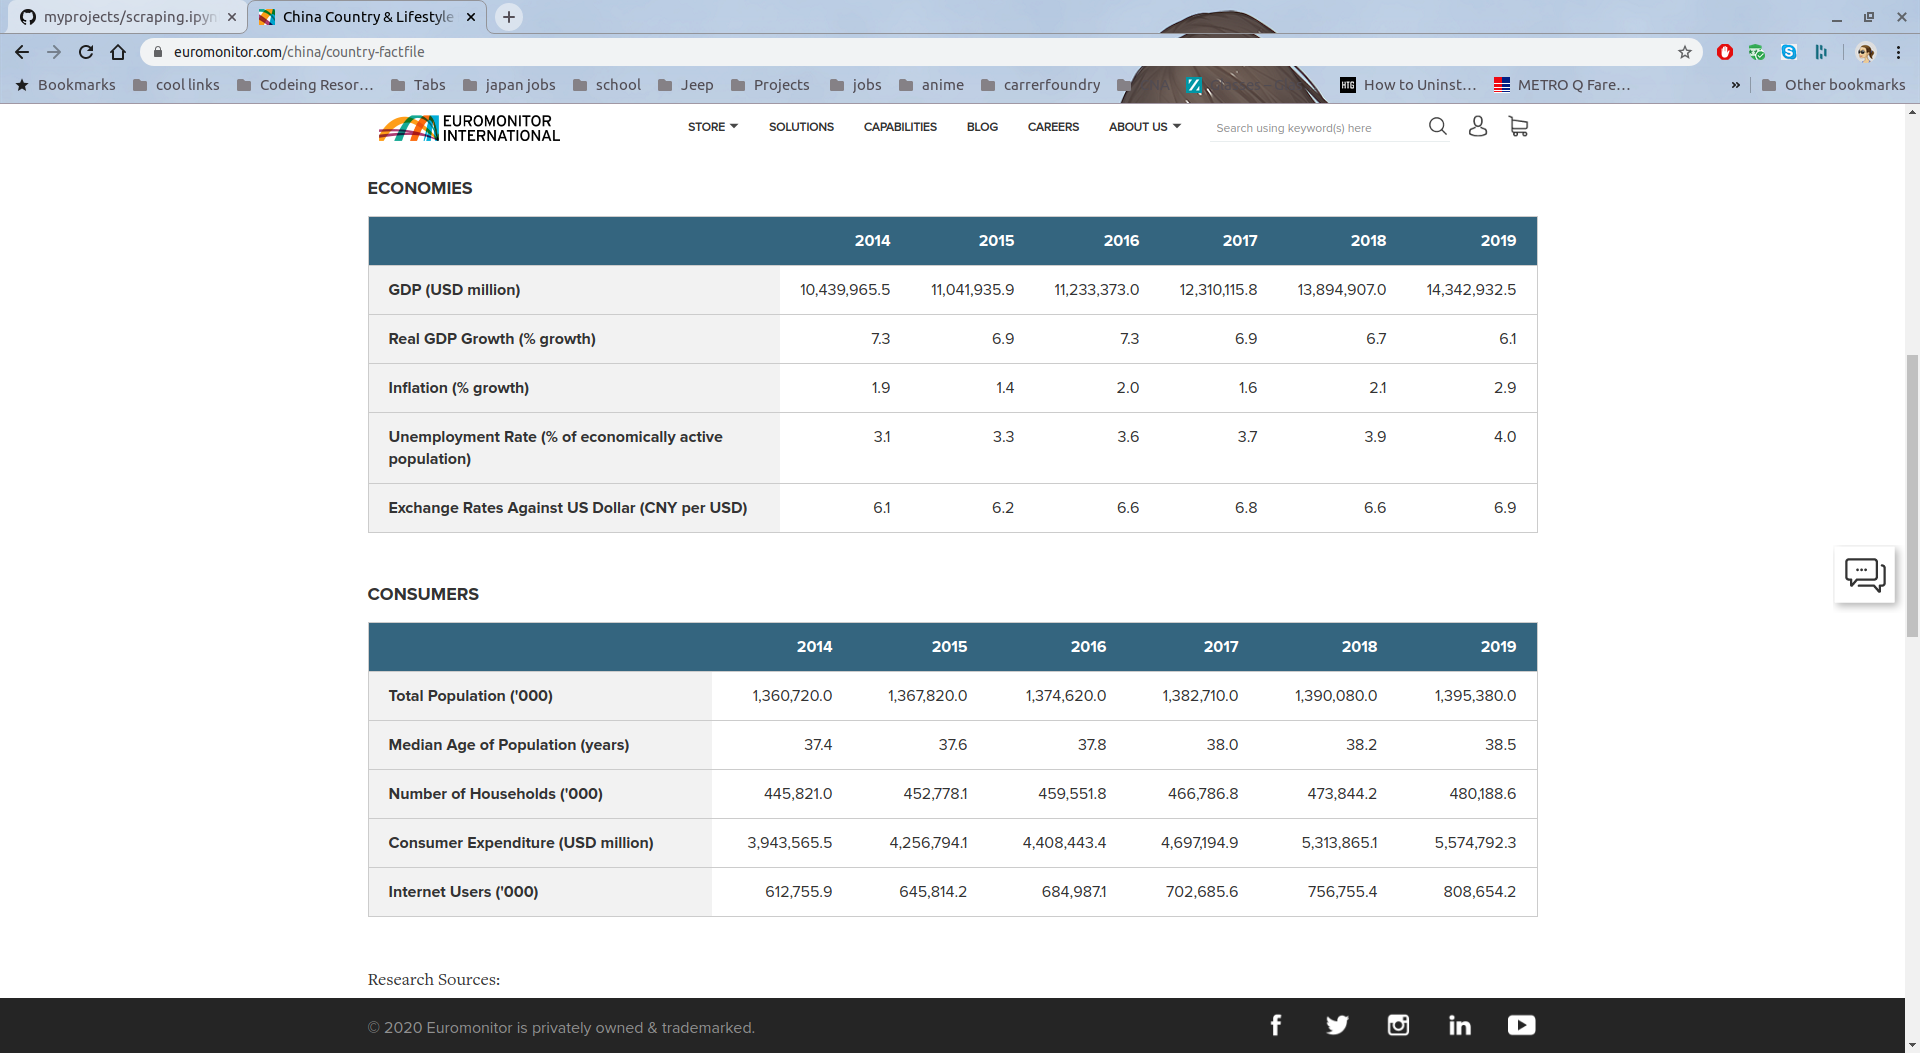 myprojects/scraping.ipyn
China Country & Lifestyle
euromonitor.com/china/country-factfile
Bookmarks cool links Codeing Resor... Tabs japan jobs school Jeep Projects jobs anime carrerfoundry How to Uninst... METRO Q Fare... » Other bookmarks
EUROMONITOR
INTERNATIONAL
STORE SOLUTIONS CAPABILITIES BLOG CAREERS ABOUT US Search using keyword(s) here
ECONOMIES
2014 2015 2016 2017 2018 2019
GDP (USD million) 10,439,965.5 11,041,935.9 11,233,373.0 12,310,115.8 13,894,907.0 14,342,932.5
Real GDP Growth (% growth) 7.3 6.9 7.3 6.9 6.7 6.1
Inflation (% growth) 1.9 1.4 2.0 1.6 2.1 2.9
Unemployment Rate (% of economically active 3.1 3.3 3.6 3.7 3.9 4.0
population)
Exchange Rates Against US Dollar (CNY per USD) 6.1 6.2 6.6 6.8 6.6 6.9
CONSUMERS
2014 2015 2016 2017 2018 2019
Total Population ('000) 1,360,720.0 1,367,820.0 1,374,620.0 1,382,710.0 1,390,080.0 1,395,380.0
Median Age of Population (years) 37.4 37.6 37.8 38.0 38.2 38.5
Number of Households ('000) 445,821.0 452,778.1 459,551.8 466,786.8 473,844.2 480,188.6
Consumer Expenditure (USD million) 3,943,565.5 4,256,794.1 4,408,443.4 4,697,194.9 5,313,865.1 5,574,792.3
Internet Users ('000) 612,755.9 645,814.2 684,987.1 702,685.6 756,755.4 808,654.2
Research Sources:
© 2020 Euromonitor is privately owned & trademarked.